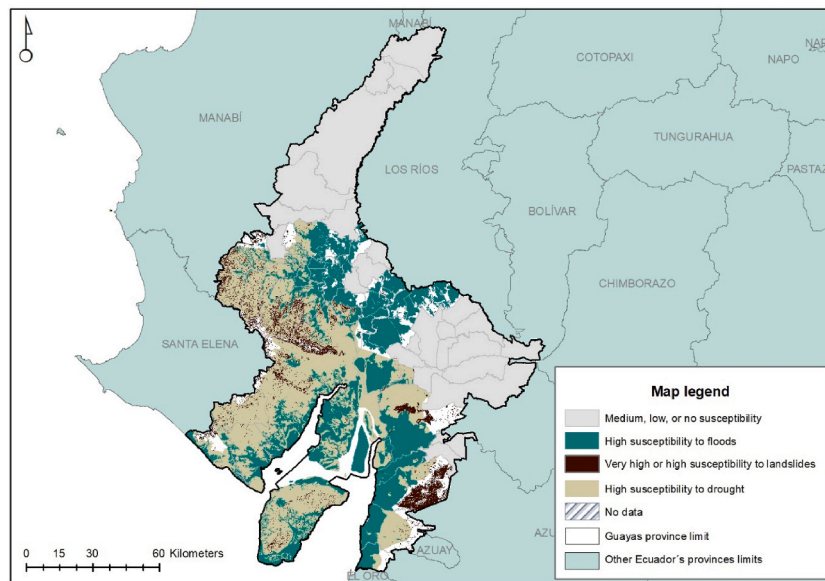 MANABÍ
COTOPAXI
NAPO
NAP
MANABÍ
TUNGURAHUA
LOS RÍOS
PASTAZ
BOLÍVAR
CHIMBORAZO
SANTA ELENA
Map legend
Medium, low, or no susceptibility
High susceptibility to floods
Very high or high susceptibility to landslides
High susceptibility to drought
No data
Guayas province limit
Other Ecuador´s provinces limits
0 15 30 60 Kilometers
AZUAY
AZU
EL ORO